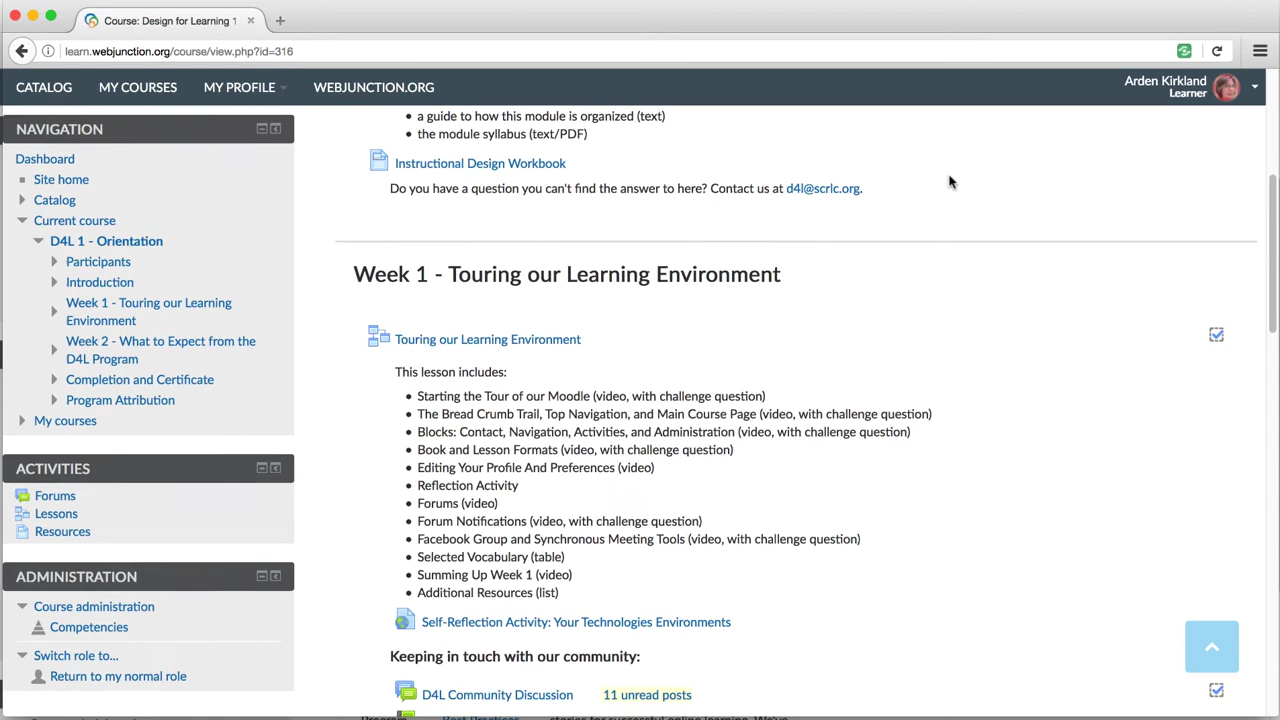 Course: Design for Learning 1
learn.webjunction.org/course/view.php?id=316
CATALOG MY COURSES MY PROFILE WEBJUNCTION.ORG
Arden Kirkland
Learner
NAVIGATION
Dashboard
Site home
Catalog
Current course
D4L 1 - Orientation
Participants
Introduction
Week 1 - Touring our Learning
Environment
Week 2 - What to Expect from the
D4L Program
Completion and Certificate
Program Attribution
My courses
ACTIVITIES
Forums
Lessons
Resources
ADMINISTRATION
Course administration
Competencies
Switch role to...
Return to my normal role
• a guide to how this module is organized (text)
• the module syllabus (text/PDF)
Instructional Design Workbook
Do you have a question you can't find the answer to here? Contact us at d4l@scrlc.org.
Week 1 - Touring our Learning Environment
Touring our Learning Environment
This lesson includes:
• Starting the Tour of our Moodle (video, with challenge question)
• The Bread Crumb Trail, Top Navigation, and Main Course Page (video, with challenge question)
• Blocks: Contact, Navigation, Activities, and Administration (video, with challenge question)
• Book and Lesson Formats (video, with challenge question)
• Editing Your Profile And Preferences (video)
• Reflection Activity
• Forums (video)
• Forum Notifications (video, with challenge question)
• Facebook Group and Synchronous Meeting Tools (video, with challenge question)
• Selected Vocabulary (table)
• Summing Up Week 1 (video)
• Additional Resources (list)
Self-Reflection Activity: Your Technologies Environments
Keeping in touch with our community:
D4L Community Discussion 11 unread posts
Program Best Practices stories for successful online learning. We've